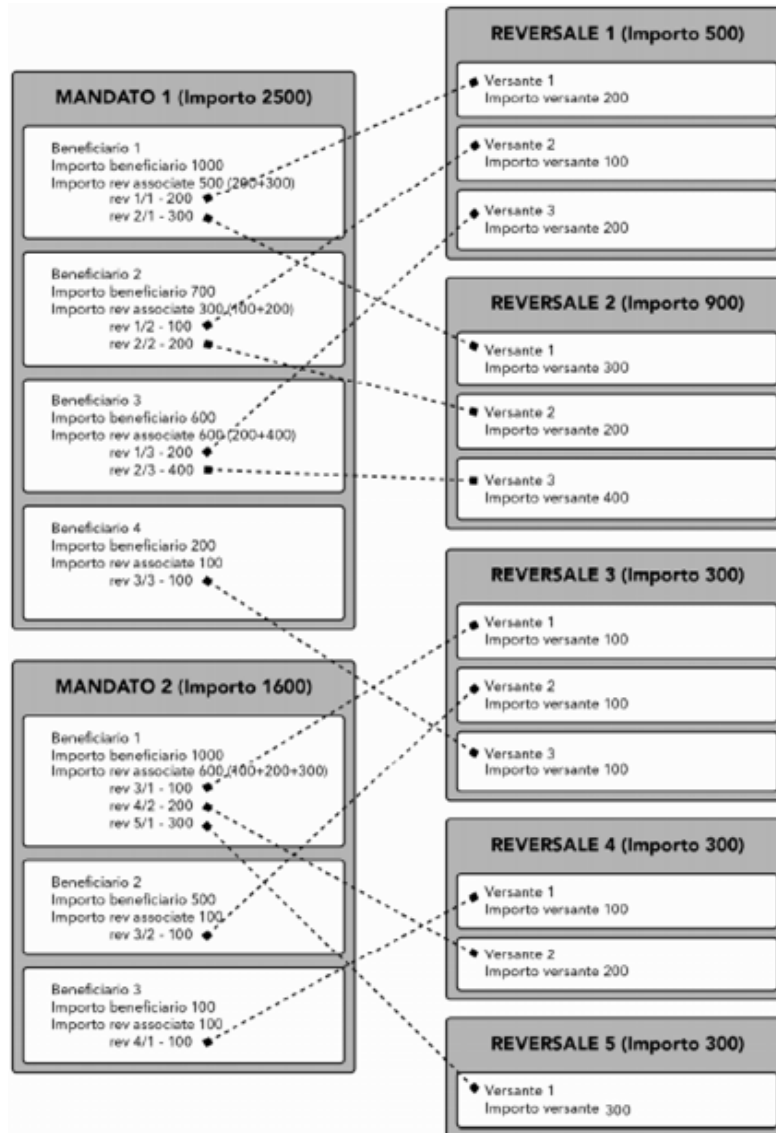 MANDATO 1 (Importo 2500)
Beneficiario 1
Importo beneficiario 1000
Importo rev associate 500 (200+300)
rev 1/1 - 200
rev 2/1 - 300
Beneficiario 2
Importo beneficiario 700
Importo rev associate 300 (100+200)
rev 1/2 - 100
rev 2/2 - 200
Beneficiario 3
Importo beneficiario 600
Importo rev associate 600 (200+400)
rev 1/3 - 200
rev 2/3 - 400
Beneficiario 4
Importo beneficiario 200
Importo rev associate 100
rev 3/3 - 100
MANDATO 2 (Importo 1600)
Beneficiario 1
Importo beneficiario 1000
Importo rev associate 600 (100+200+300)
rev 3/1 - 100
rev 4/2 - 200
rev 5/1 - 300
Beneficiario 2
Importo beneficiario 500
Importo rev associate 100
rev 3/2 - 100
Beneficiario 3
Importo beneficiario 100
Importo rev associate 100
rev 4/1 - 100
REVERSALE 1 (Importo 500)
Versante 1
Importo versante 200
Versante 2
Importo versante 100
Versante 3
Importo versante 200
REVERSALE 2 (Importo 900)
Versante 1
Importo versante 300
Versante 2
Importo versante 200
Versante 3
Importo versante 400
REVERSALE 3 (Importo 300)
Versante 1
Importo versante 100
Versante 2
Importo versante 100
Versante 3
Importo versante 100
REVERSALE 4 (Importo 300)
Versante 1
Importo versante 100
Versante 2
Importo versante 200
REVERSALE 5 (Importo 300)
Versante 1
Importo versante 300